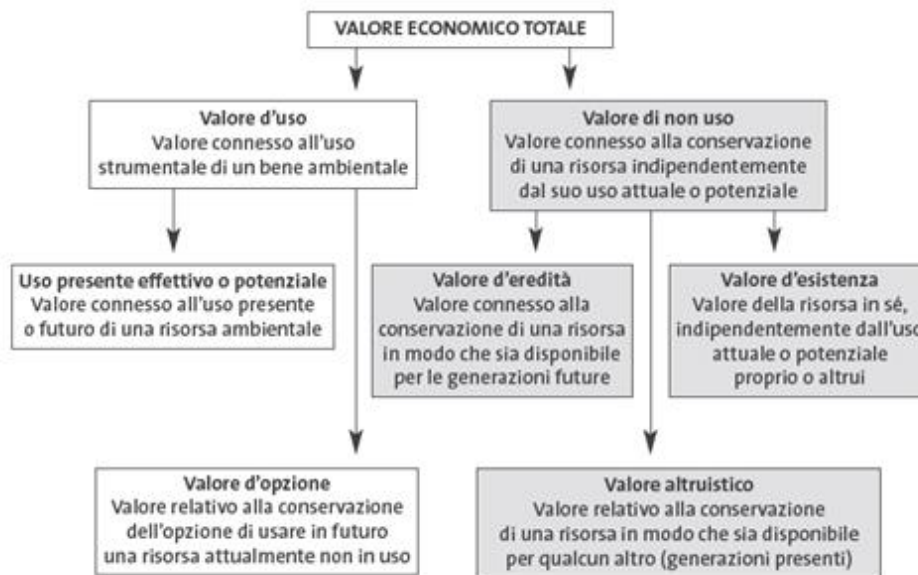 VALORE ECONOMICO TOTALE
Valore d'uso
Valore connesso all'uso
strumentale di un bene ambientale
Valore di non uso
Valore connesso alla conservazione
di una risorsa indipendentemente
dal suo uso attuale o potenziale
Uso presente effettivo o potenziale
Valore connesso all'uso presente
o futuro di una risorsa ambientale
Valore d'eredità
Valore connesso alla
conservazione di una risorsa
in modo che sia disponibile
per le generazioni future
Valore d'esistenza
Valore della risorsa in sé,
indipendentemente dall'uso
attuale o potenziale
proprio o altrui
Valore d'opzione
Valore relativo alla conservazione
dell'opzione di usare in futuro
una risorsa attualmente non in uso
Valore altruistico
Valore relativo alla conservazione
di una risorsa in modo che sia disponibile
per qualcun altro (generazioni presenti)